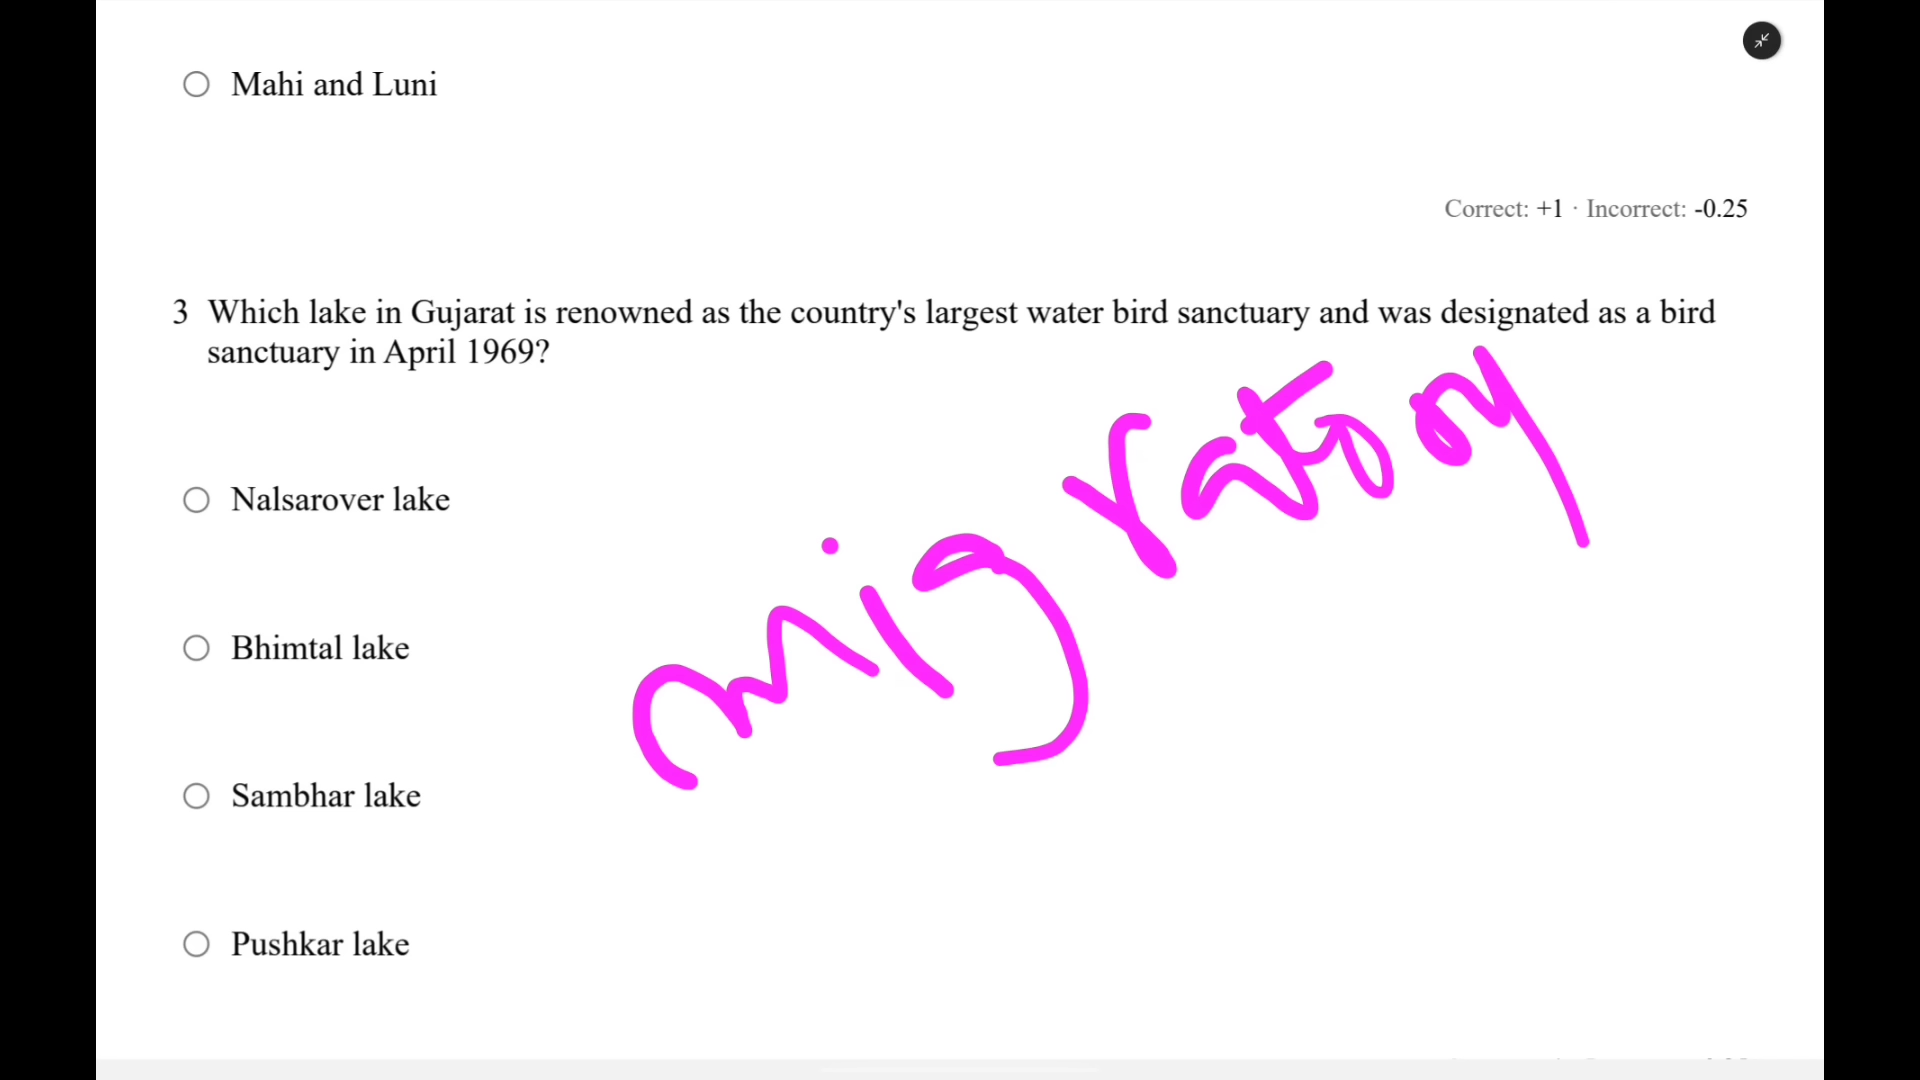 Mahi and Luni
Correct: +1 · Incorrect: -0.25
3 Which lake in Gujarat is renowned as the country's largest water bird sanctuary and was designated as a bird
sanctuary in April 1969?
migratory
Nalsarover lake
Bhimtal lake
Sambhar lake
Pushkar lake